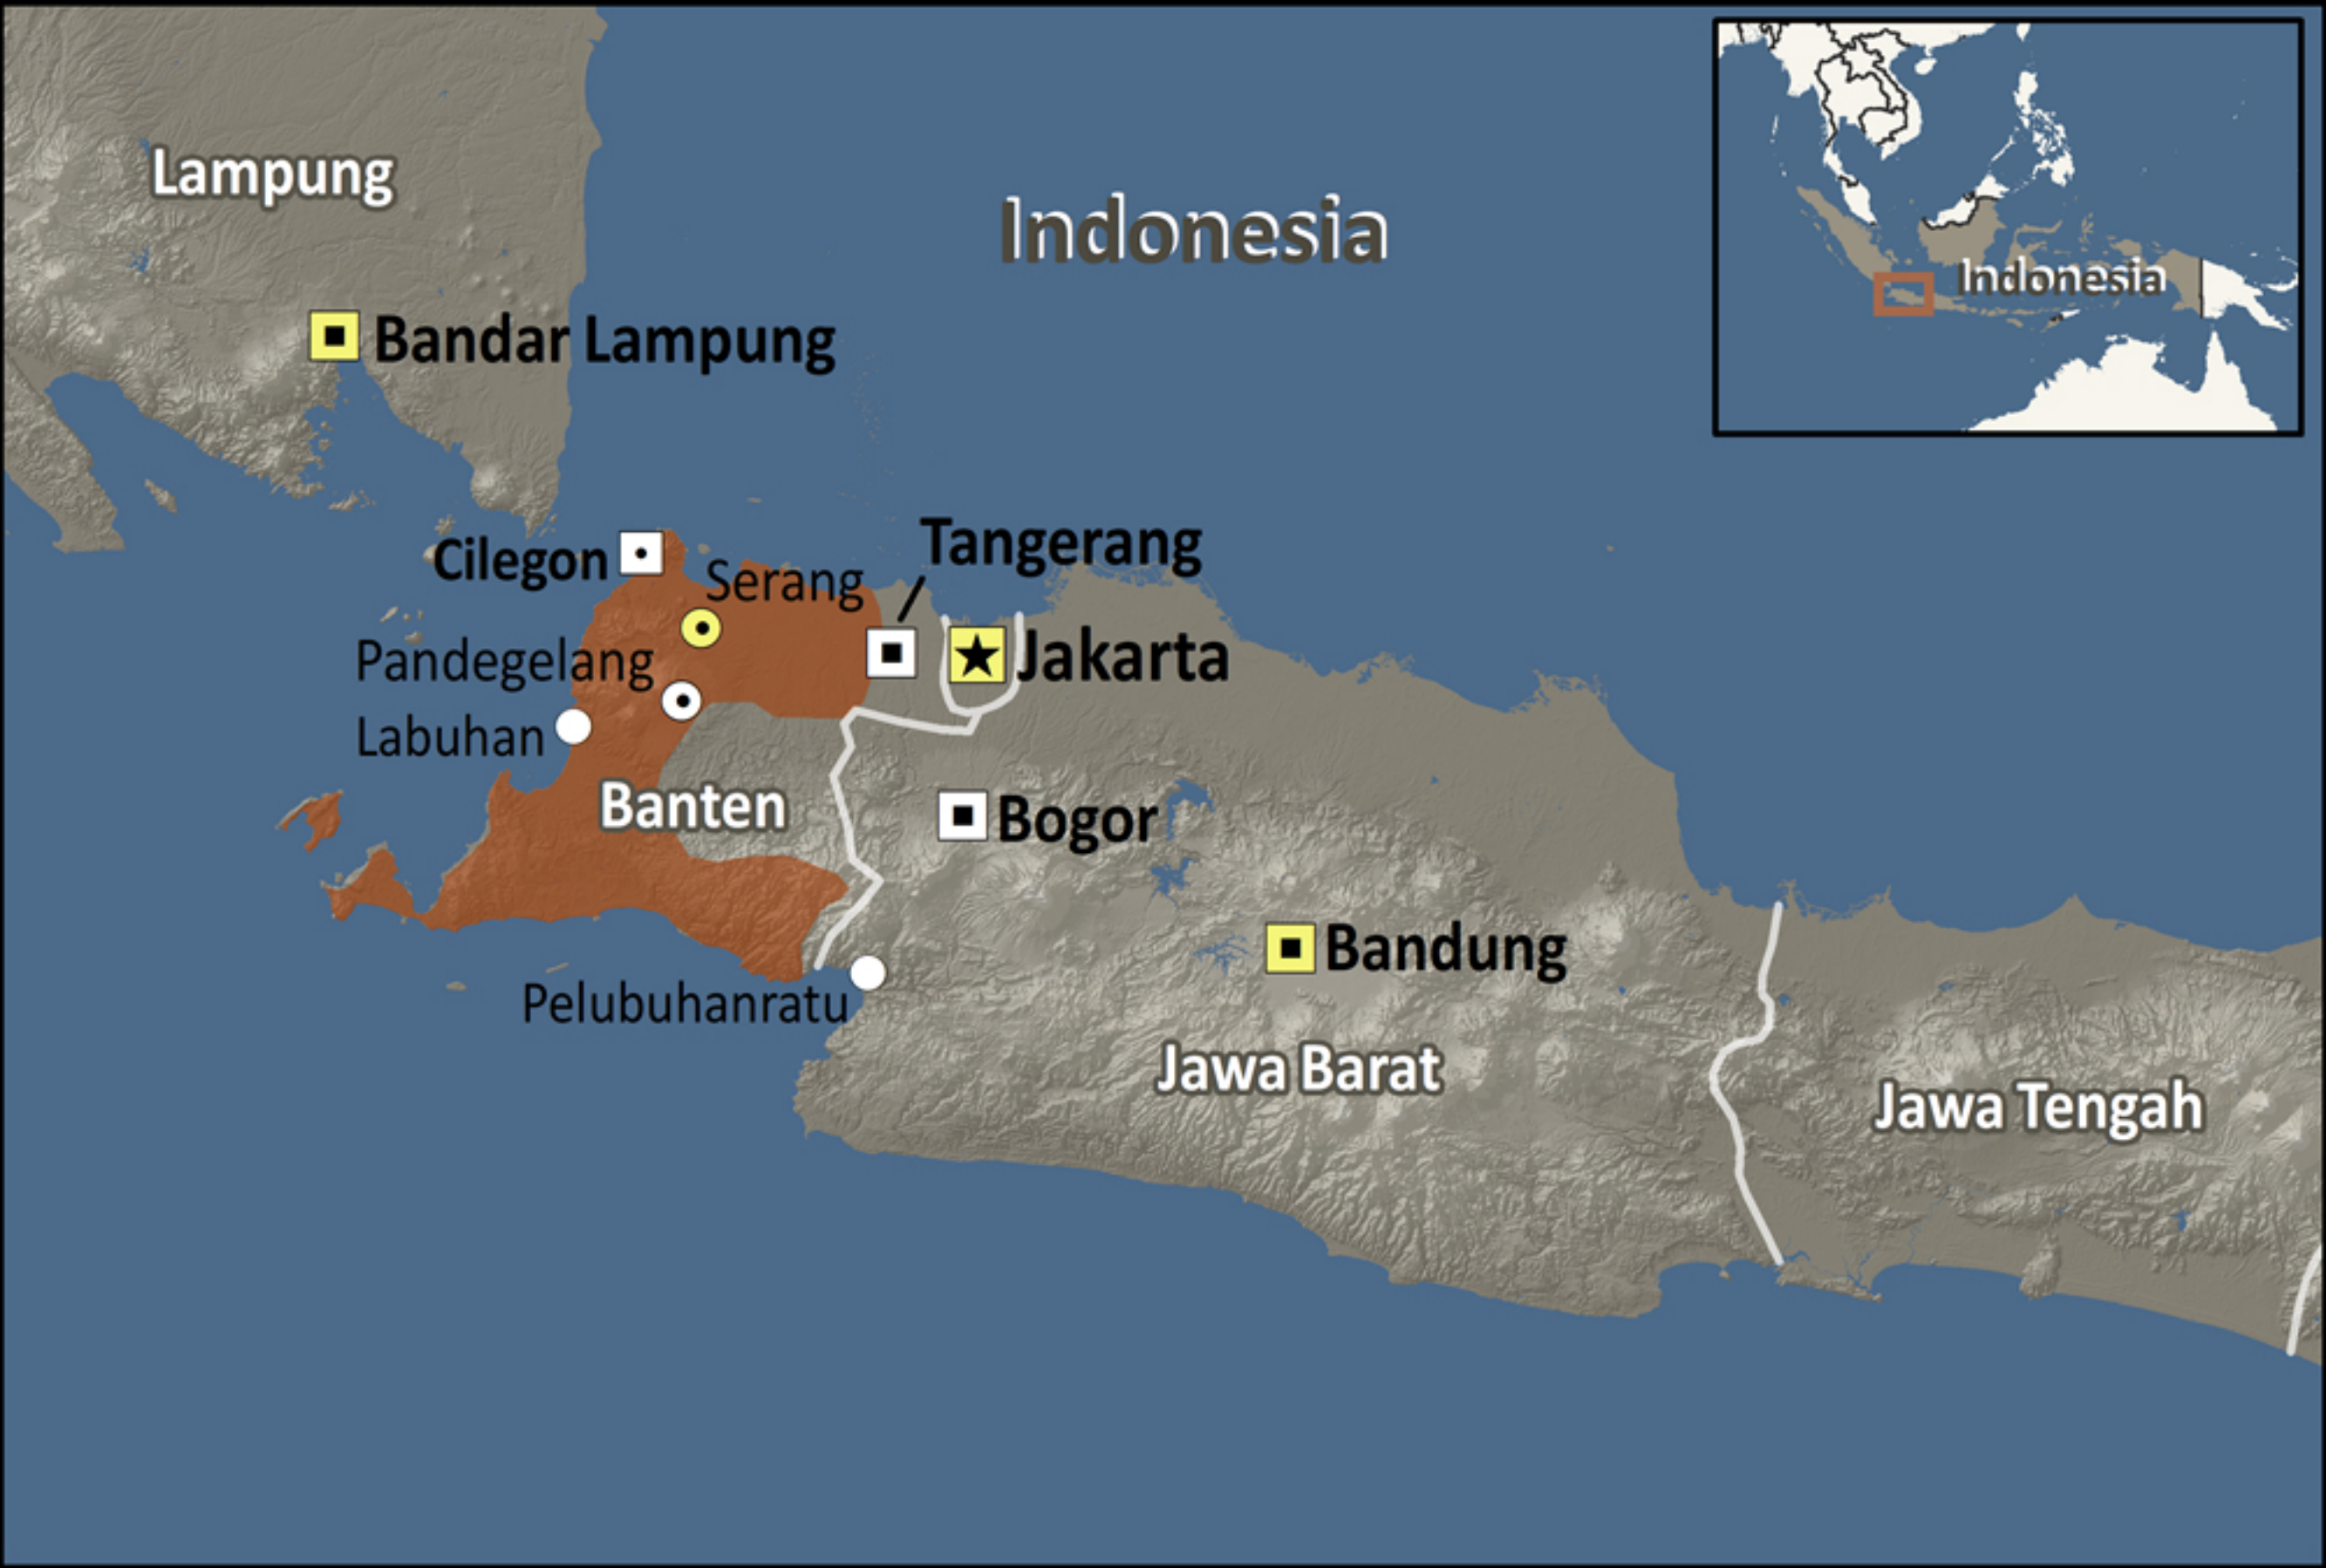 Lampung
Indonesia
Indonesia
Bandar Lampung
Tangerang
Cilegon
Serang
Pandegelang
Jakarta
Labuhan
Banten
Bogor
Bandung
Pelubuhanratu
Jawa Barat
Jawa Tengah